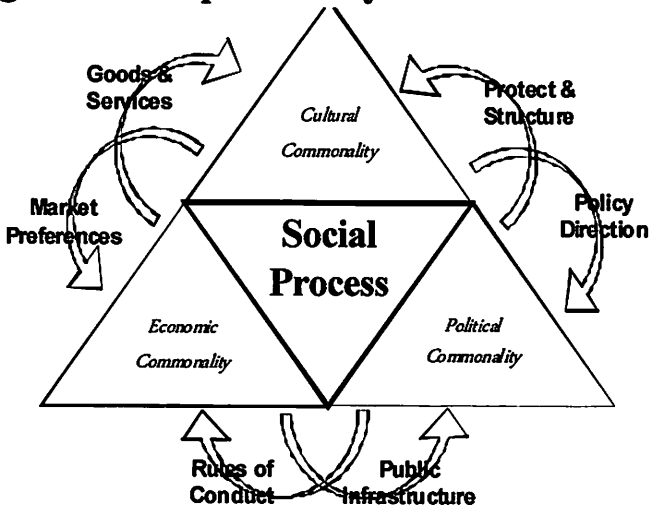 Goods &
Services
Protect &
Structure
Cultural
Commonality
Market
Preferences
Policy
Direction
Social
Process
Economic
Commonality
Political
Commonality
Rules of
Conduct
Public
Infrastructure